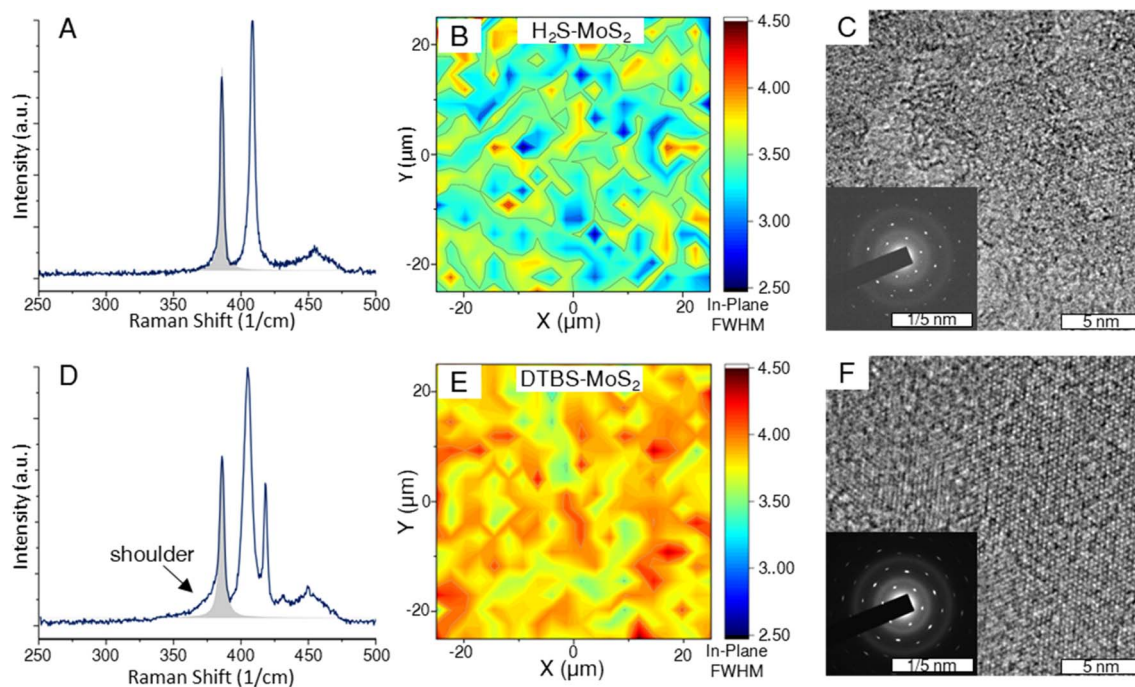 A
Intensity (a.u.)
250 300 350 400 450 500
Raman Shift (1/cm)
B
H₂S-MoS₂
Y (µm)
20
0
-20
-20 0 20
X (µm)
4.50
4.00
3.50
3.00
2.50
In-Plane
FWHM
C
1/5 nm
5 nm
D
Intensity (a.u.)
shoulder
250 300 350 400 450 500
Raman Shift (1/cm)
E
DTBS-MoS₂
Y (µm)
20
0
-20
-20 0 20
X (µm)
4.50
4.00
3.50
3.00
2.50
In-Plane
FWHM
F
1/5 nm
5 nm